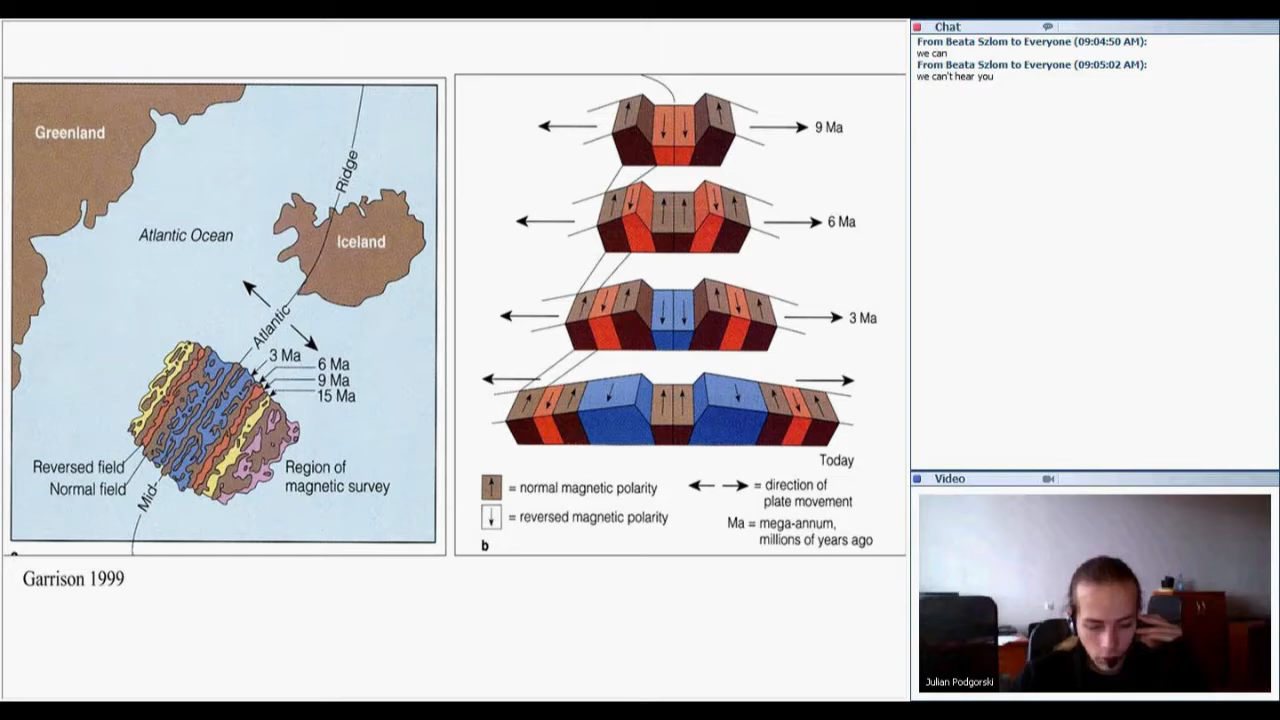 Greenland
Ridge
Atlantic Ocean
Iceland
Atlantic
3 Ma
6 Ma
9 Ma
15 Ma
Reversed field
Normal field
Region of
magnetic survey
Mid-
9 Ma
6 Ma
3 Ma
Today
= normal magnetic polarity
= reversed magnetic polarity
= direction of
plate movement
Ma = mega-annum,
millions of years ago
b
Garrison 1999
Chat
From Beata Szlom to Everyone (09:04:50 AM):
we can
From Beata Szlom to Everyone (09:05:02 AM):
we can't hear you
Video
Julian Podgorski